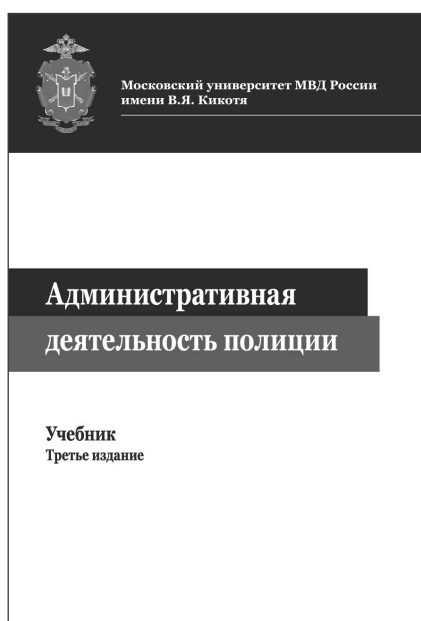 Московский университет МВД России
имени В.Я. Кикотя
Административная
деятельность полиции
Учебник
Третье издание